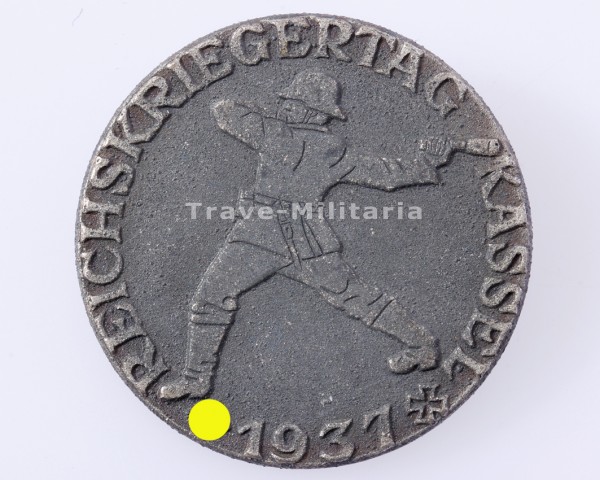 REICHSKRIEGERTAG KASSEL
1937
Trave-Militaria